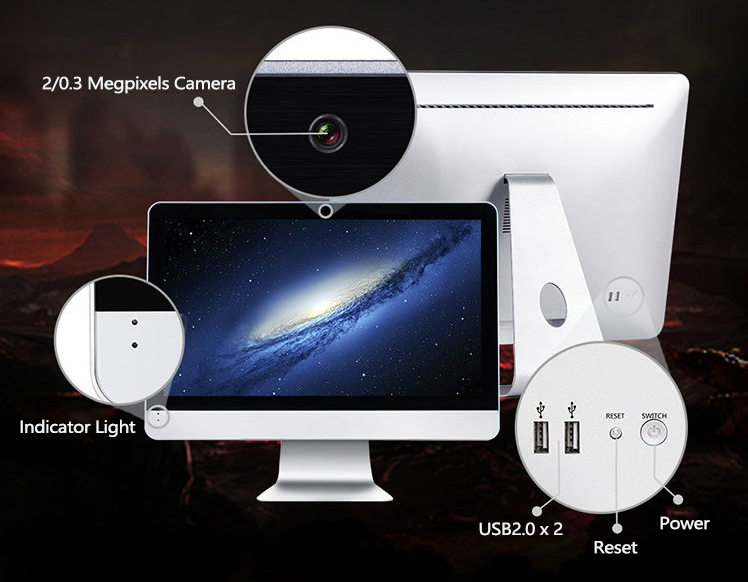 2/0.3 Megpixels Camera
Indicator Light
RESET
SWITCH
USB2.0 x 2
Reset
Power